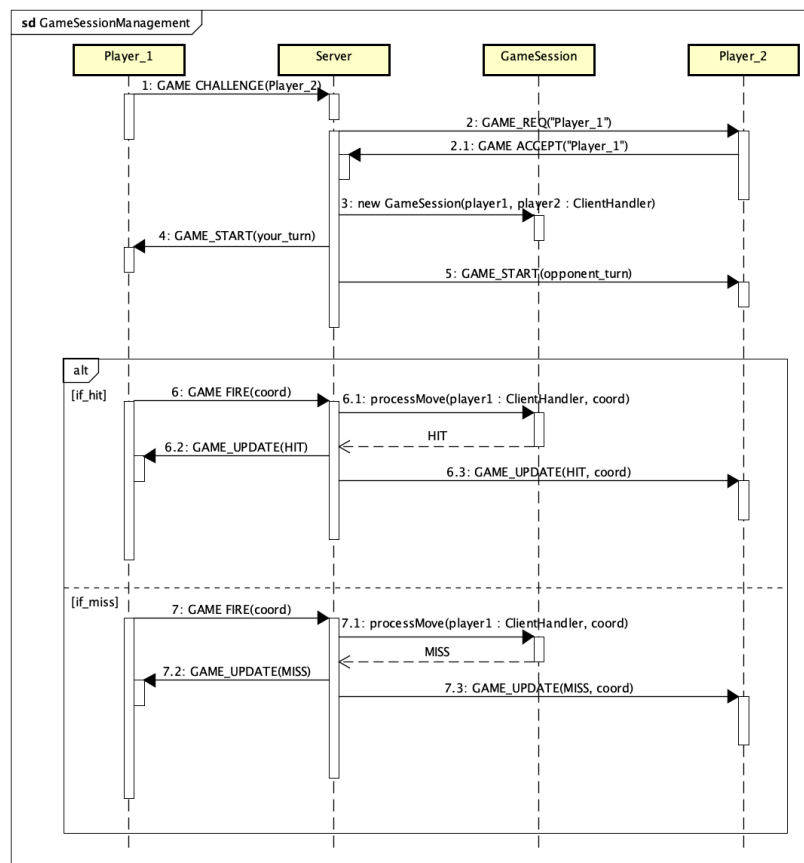 sd GameSessionManagement
Player_1
Server
GameSession
Player_2
1: GAME CHALLENGE(Player_2)
2: GAME_REQ("Player_1")
2.1: GAME ACCEPT("Player_1")
3: new GameSession(player1, player2 : ClientHandler)
4: GAME_START(your_turn)
5: GAME_START(opponent_turn)
alt
[if_hit]
6: GAME FIRE(coord)
6.1: processMove(player1 : ClientHandler, coord)
HIT
6.2: GAME_UPDATE(HIT)
6.3: GAME_UPDATE(HIT, coord)
[if_miss]
7: GAME FIRE(coord)
7.1: processMove(player1 : ClientHandler, coord)
MISS
7.2: GAME_UPDATE(MISS)
7.3: GAME_UPDATE(MISS, coord)